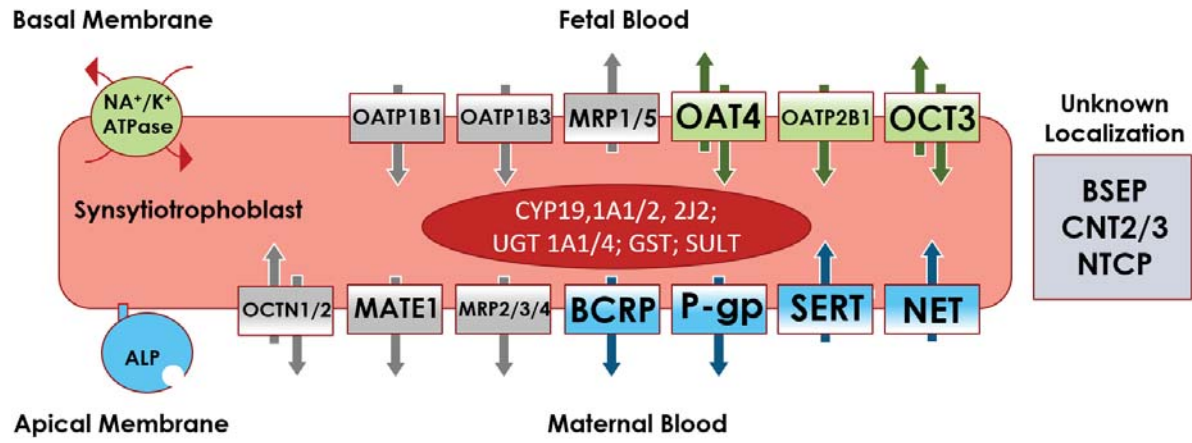 Basal Membrane
Fetal Blood
NA⁺/K⁺
ATPase
OATP1B1
OATP1B3
MRP1/5
OAT4
OATP2B1
OCT3
Unknown
Localization
BSEP
CNT2/3
NTCP
Synsytiotrophoblast
CYP19,1A1/2, 2J2;
UGT 1A1/4; GST; SULT
OCTN1/2
MATE1
MRP2/3/4
BCRP
P-gp
SERT
NET
ALP
Apical Membrane
Maternal Blood